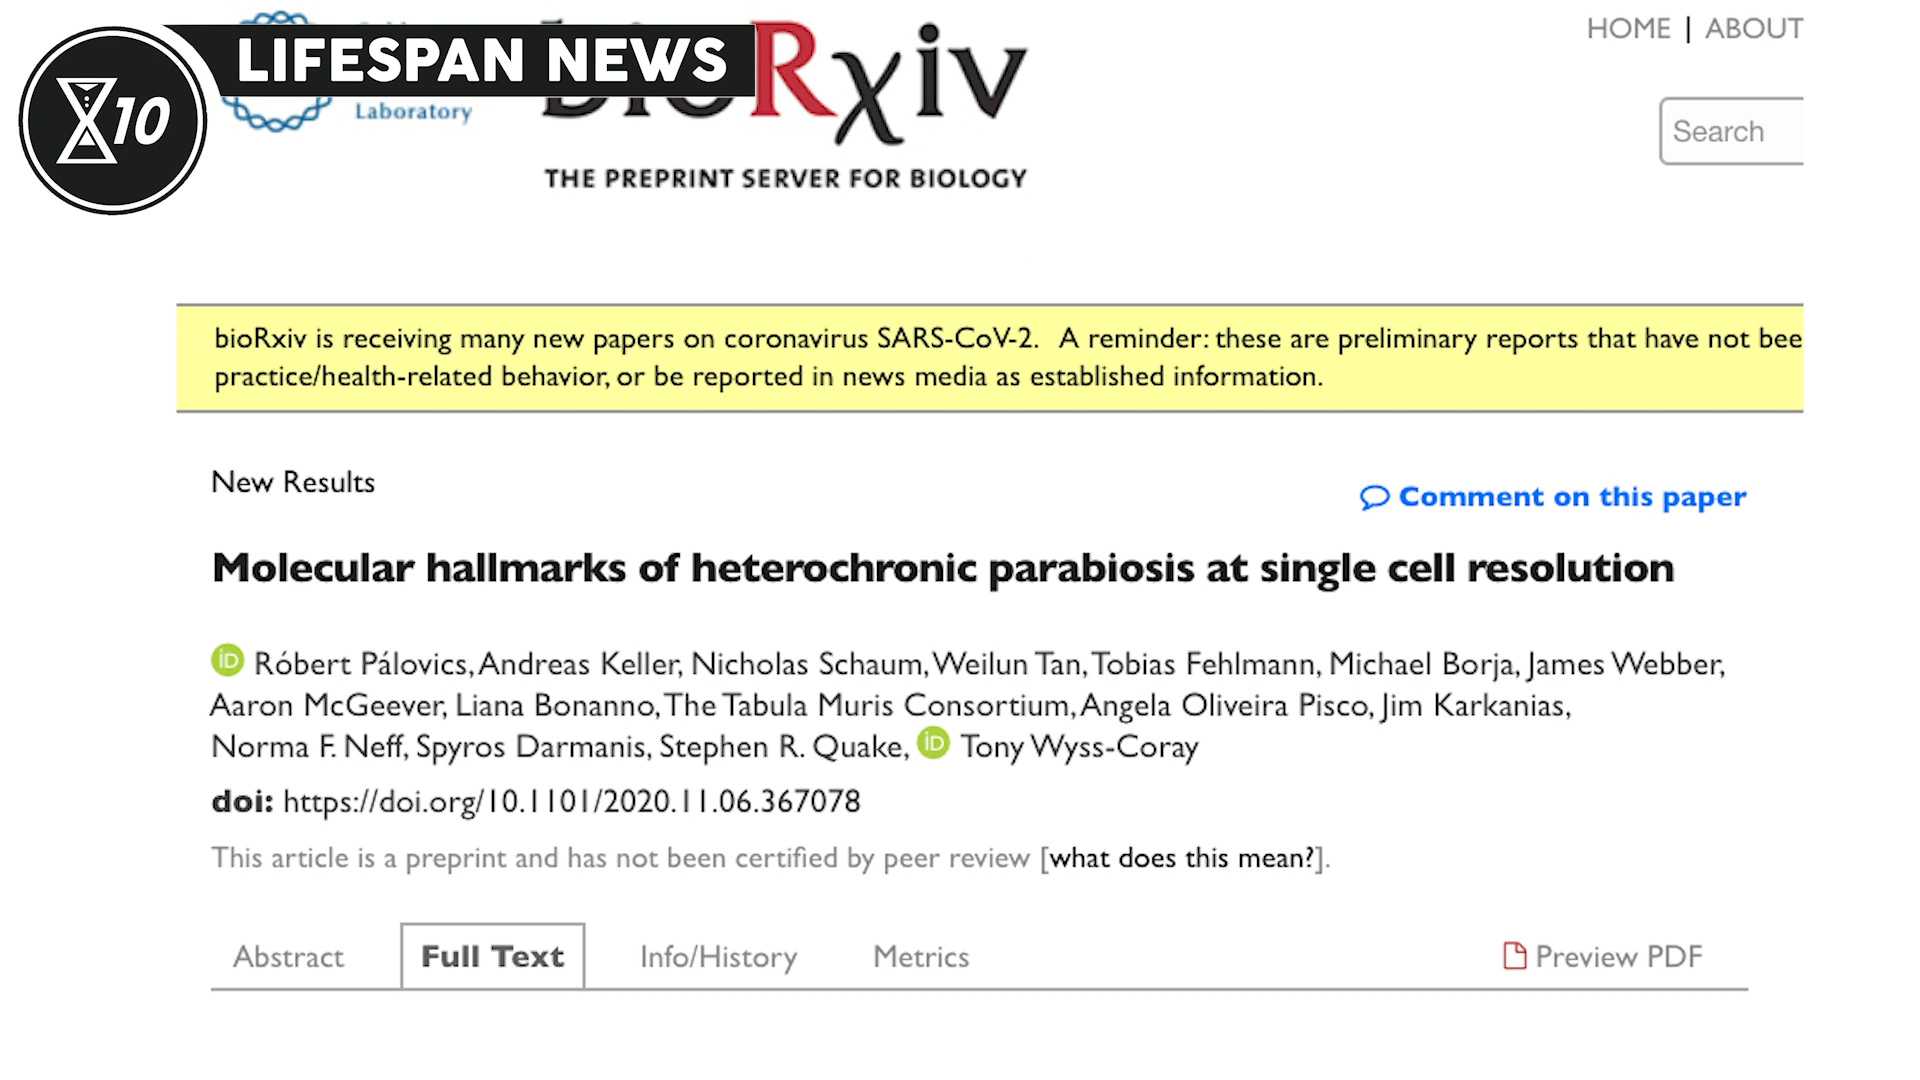 LIFESPAN NEWS
X10
Laboratory
bioRxiv
THE PREPRINT SERVER FOR BIOLOGY
HOME | ABOUT
Search
bioRxiv is receiving many new papers on coronavirus SARS-CoV-2. A reminder: these are preliminary reports that have not bee
practice/health-related behavior, or be reported in news media as established information.
New Results
Comment on this paper
Molecular hallmarks of heterochronic parabiosis at single cell resolution
iD Róbert Pálovics, Andreas Keller, Nicholas Schaum, Weilun Tan, Tobias Fehlmann, Michael Borja, James Webber,
Aaron McGeever, Liana Bonanno, The Tabula Muris Consortium, Angela Oliveira Pisco, Jim Karkanias,
Norma F. Neff, Spyros Darmanis, Stephen R. Quake, iD Tony Wyss-Coray
doi: https://doi.org/10.1101/2020.11.06.367078
This article is a preprint and has not been certified by peer review [what does this mean?].
Abstract
Full Text
Info/History
Metrics
Preview PDF